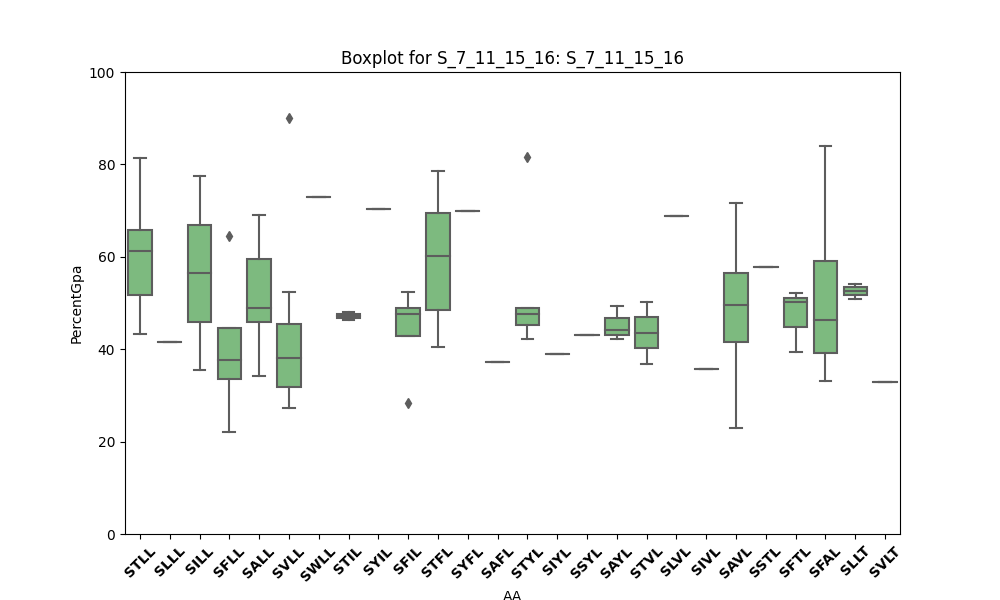 Boxplot for S_7_11_15_16: S_7_11_15_16
PercentGpa
100
80
60
40
20
0
STLL SLLL SILL SFLL SALL SVLL SWLL STIL SYIL SFIL STFL SYFL SAFL STYL SIYL SSYL SAYL STVL SLVL SIVL SAVL SSTL SFTL SFAL SLLT SVLT
AA